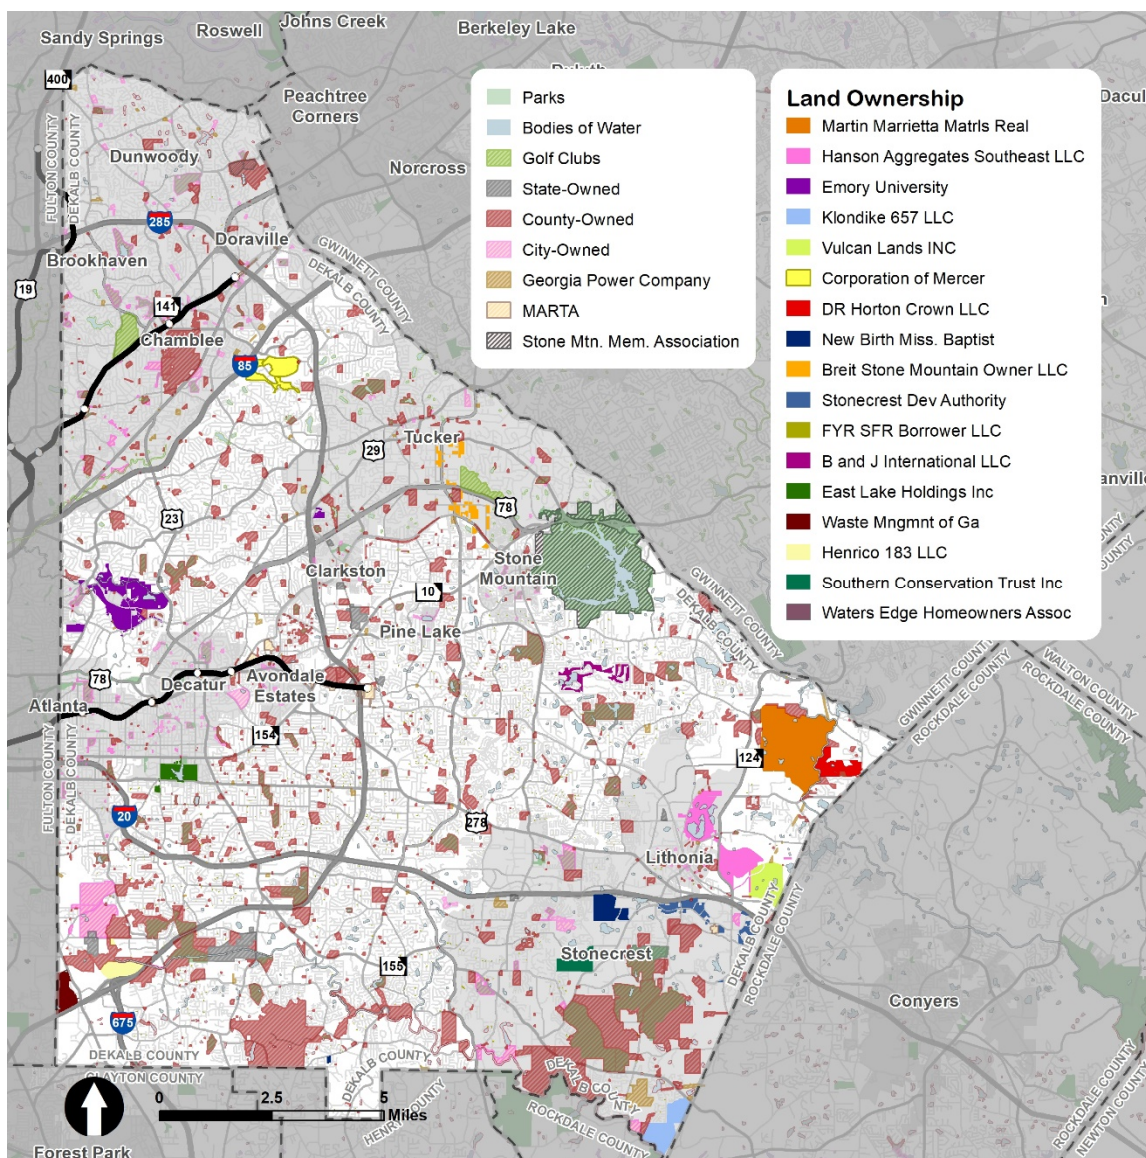 Johns Creek
Roswell
Berkeley Lake
Sandy Springs
400
Peachtree
Corners
Dacul
Norcross
Dunwoody
FULTON COUNTY
DEKALB COUNTY
285
Doraville
Brookhaven
GWINNETT COUNTY
DEKALB COUNTY
19
141
Chamblee
85
Tucker
29
78
23
Stone
Mountain
Clarkston
10
Pine Lake
GWINNETT COUNTY
DEKALB COUNTY
78
Decatur
Avondale
Estates
Atlanta
154
124
GWINNETT COUNTY
ROCKDALE COUNTY
WALTON COUNTY
ROCKDALE COUNTY
FULTON COUNTY
DEKALB COUNTY
20
278
Lithonia
DEKALB COUNTY
ROCKDALE COUNTY
Stonecrest
155
Conyers
675
DEKALB COUNTY
CLAYTON COUNTY
DEKALB COUNTY
HENRY COUNTY
DEKALB COUNTY
ROCKDALE COUNTY
ROCKDALE COUNTY
NEWTON COUNTY
0 2.5 5
Miles
Forest Park
Parks
Bodies of Water
Golf Clubs
State-Owned
County-Owned
City-Owned
Georgia Power Company
MARTA
Stone Mtn. Mem. Association
Land Ownership
Martin Marrietta Matrls Real
Hanson Aggregates Southeast LLC
Emory University
Klondike 657 LLC
Vulcan Lands INC
Corporation of Mercer
DR Horton Crown LLC
New Birth Miss. Baptist
Breit Stone Mountain Owner LLC
Stonecrest Dev Authority
FYR SFR Borrower LLC
B and J International LLC
East Lake Holdings Inc
Waste Mngmnt of Ga
Henrico 183 LLC
Southern Conservation Trust Inc
Waters Edge Homeowners Assoc